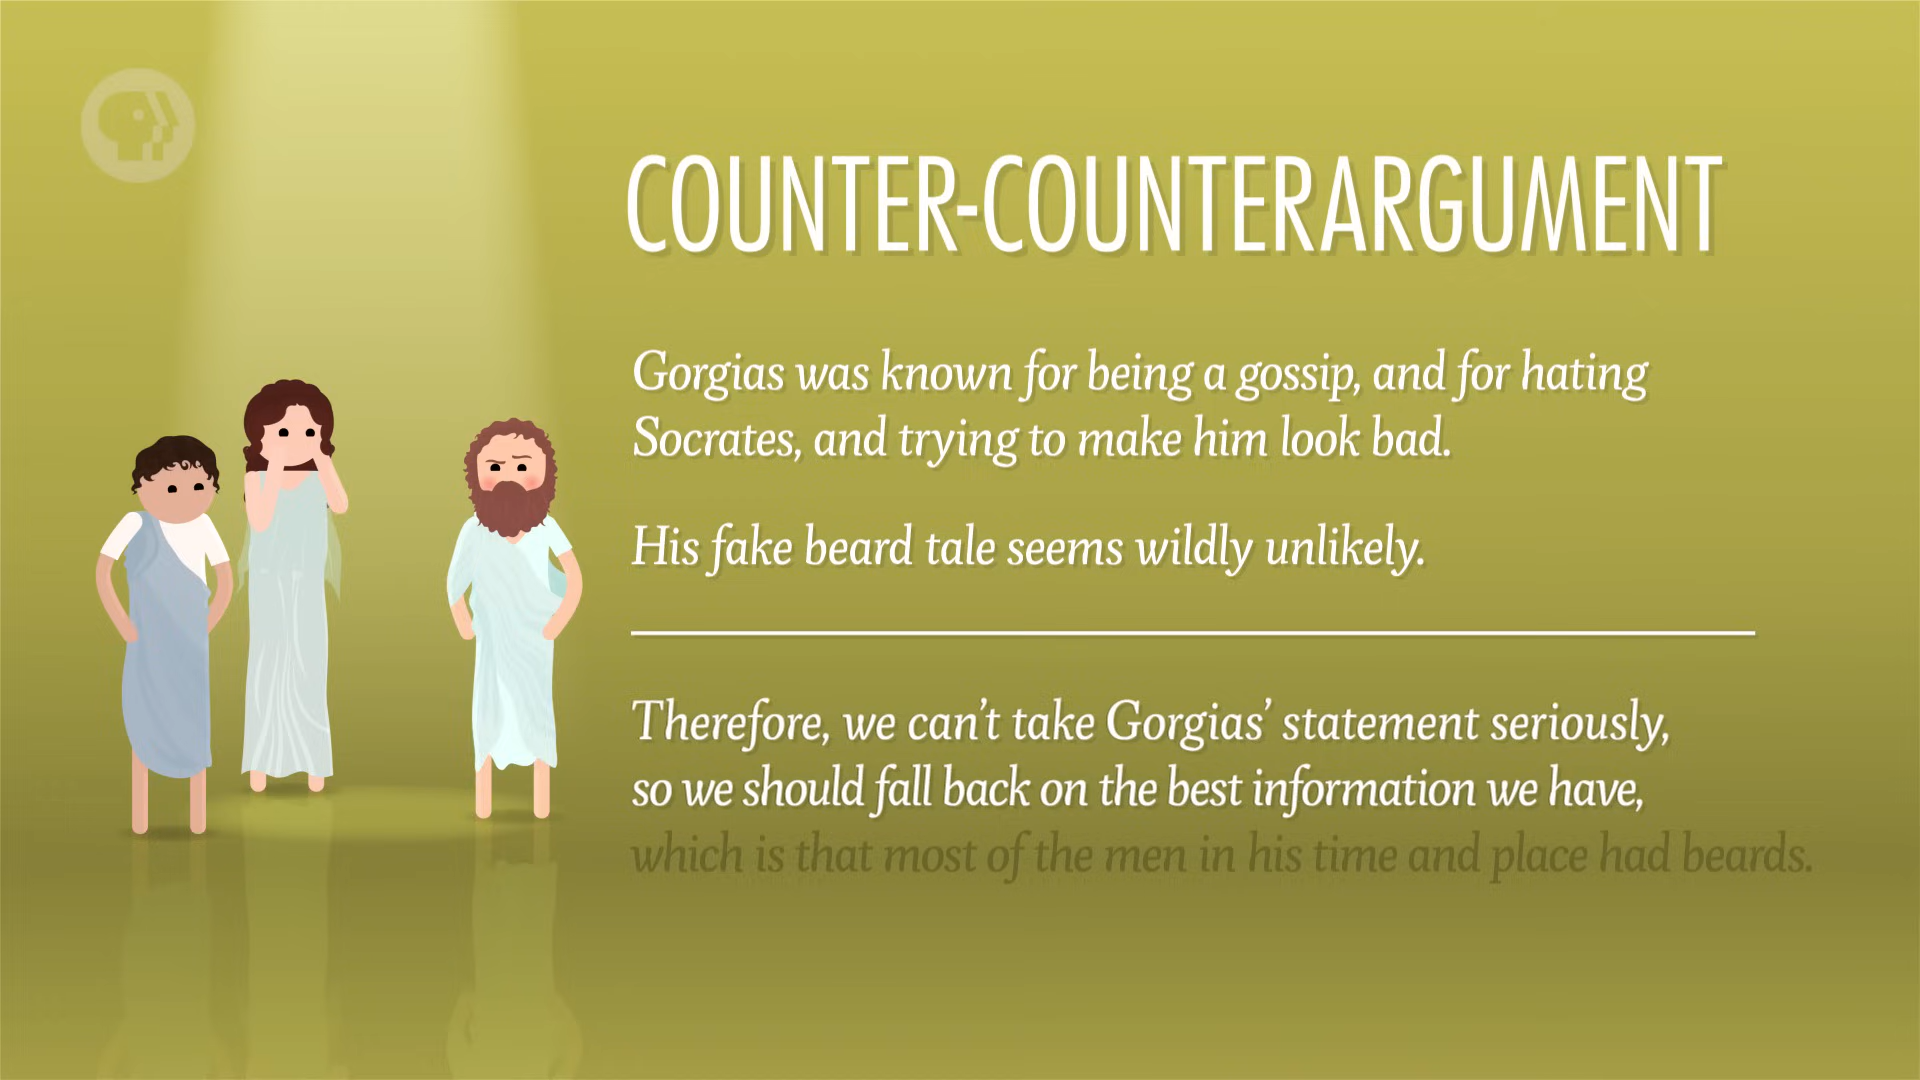 COUNTER-COUNTERARGUMENT
Gorgias was known for being a gossip, and for hating
Socrates, and trying to make him look bad.
His fake beard tale seems wildly unlikely.
Therefore, we can’t take Gorgias’ statement seriously,
so we should fall back on the best information we have,
which is that most of the men in his time and place had beards.